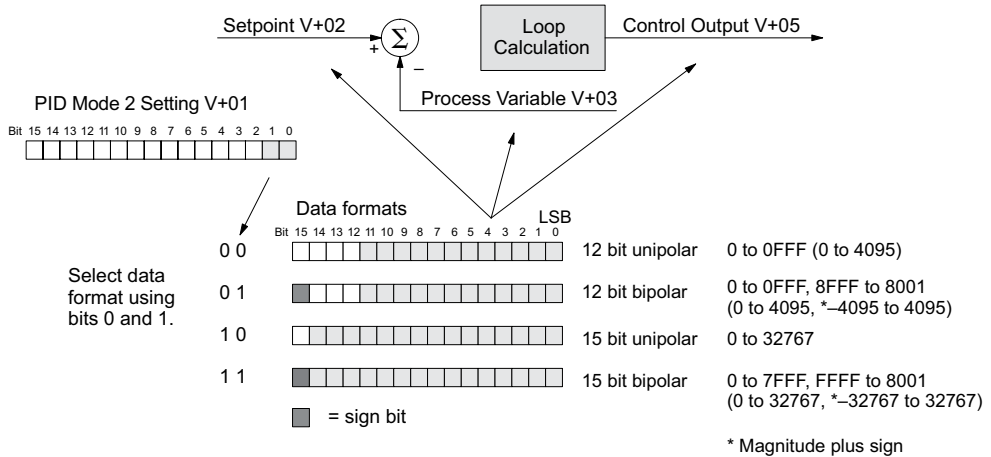 Setpoint V+02
+
Σ
–
Loop
Calculation
Control Output V+05
Process Variable V+03
PID Mode 2 Setting V+01
Bit 15 14 13 12 11 10 9 8 7 6 5 4 3 2 1 0
Data formats
LSB
Bit 15 14 13 12 11 10 9 8 7 6 5 4 3 2 1 0
Select data
format using
bits 0 and 1.
0 0
12 bit unipolar
0 to 0FFF (0 to 4095)
0 1
12 bit bipolar
0 to 0FFF, 8FFF to 8001
(0 to 4095, *–4095 to 4095)
1 0
15 bit unipolar
0 to 32767
1 1
15 bit bipolar
0 to 7FFF, FFFF to 8001
(0 to 32767, *–32767 to 32767)
= sign bit
* Magnitude plus sign